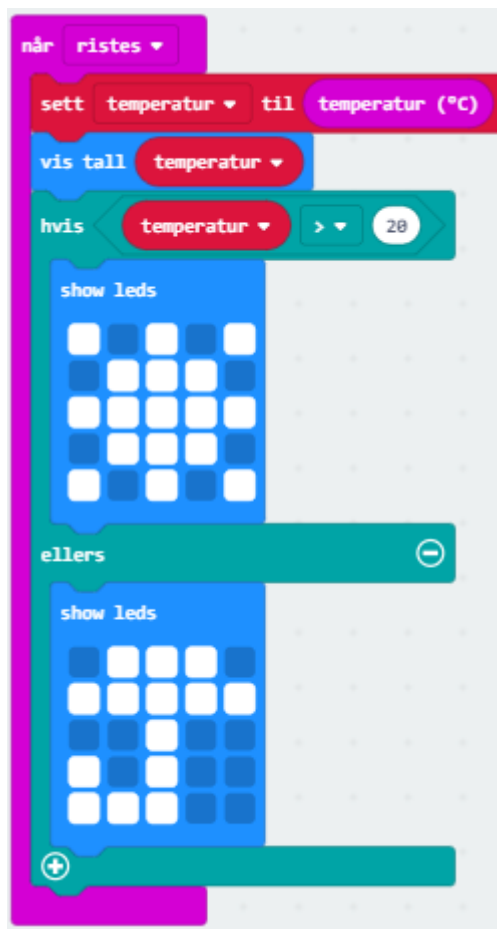 når ristes
sett temperatur til temperatur (°C)
vis tall temperatur
hvis temperatur > 20
show leds
ellers
show leds